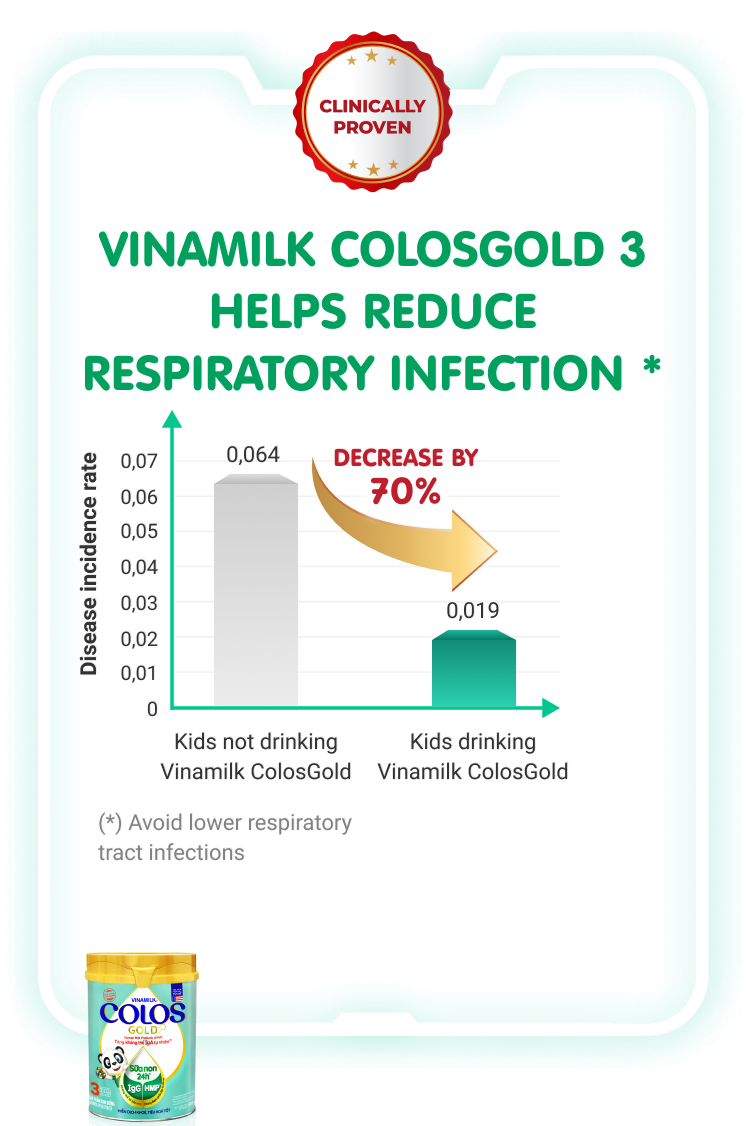 CLINICALLY
PROVEN
VINAMILK COLOSGOLD 3
HELPS REDUCE
RESPIRATORY INFECTION *
Disease incidence rate
0,07
0,06
0,05
0,04
0,03
0,02
0,01
0
0,064
DECREASE BY
70%
0,019
Kids not drinking
Vinamilk ColosGold
Kids drinking
Vinamilk ColosGold
(*) Avoid lower respiratory
tract infections
VINAMILK
COLOS
GOLD
Sữa non
24h
IgG HMP
3